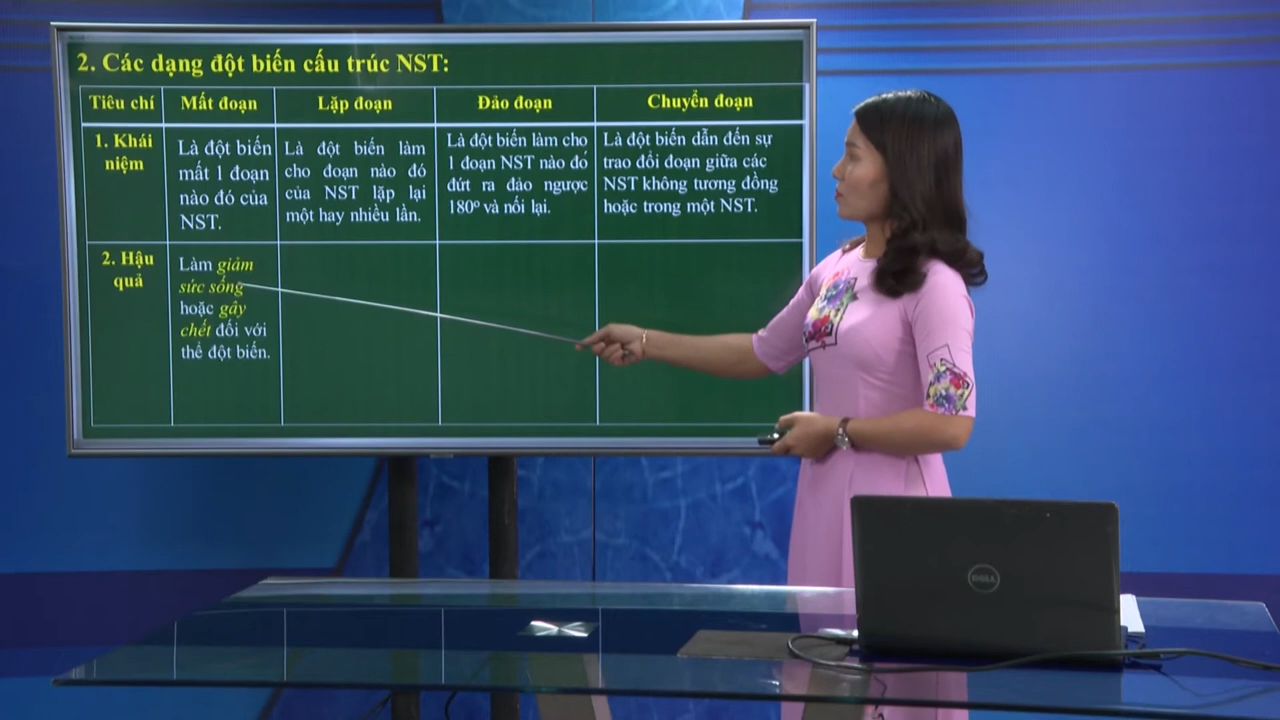 2. Các dạng đột biến cấu trúc NST:
Tiêu chí
Mất đoạn
Lặp đoạn
Đảo đoạn
Chuyển đoạn
1. Khái
niệm
Là đột biến
mất 1 đoạn
nào đó của
NST.
Là đột biến làm
cho đoạn nào đó
của NST lặp lại
một hay nhiều lần.
Là đột biến làm cho
1 đoạn NST nào đó
đứt ra đảo ngược
180º và nối lại.
Là đột biến dẫn đến sự
trao đổi đoạn giữa các
NST không tương đồng
hoặc trong một NST.
2. Hậu
quả
Làm giảm
sức sống
hoặc gây
chết đối với
thể đột biến.
DELL